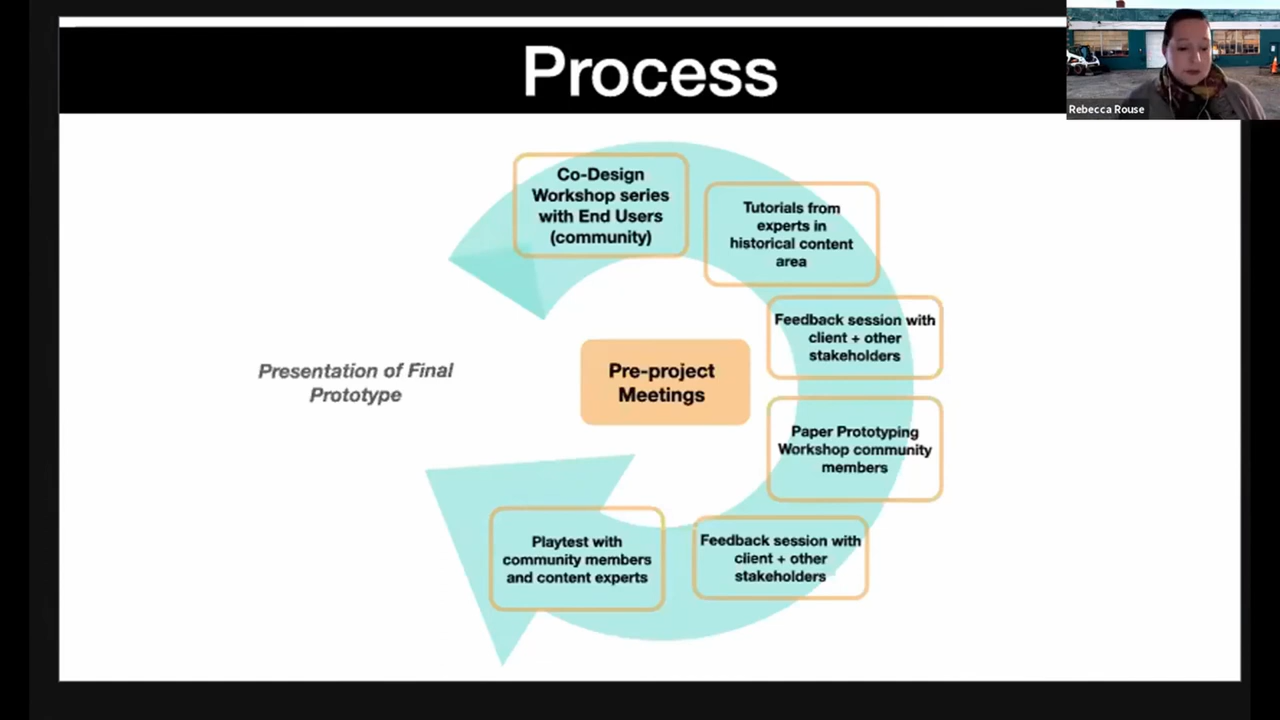 Process
Rebecca Rouse
Co-Design
Workshop series
with End Users
(community)
Tutorials from
experts in
historical content
area
Feedback session with
client + other
stakeholders
Paper Prototyping
Workshop community
members
Feedback session with
client + other
stakeholders
Playtest with
community members
and content experts
Presentation of Final
Prototype
Pre-project
Meetings